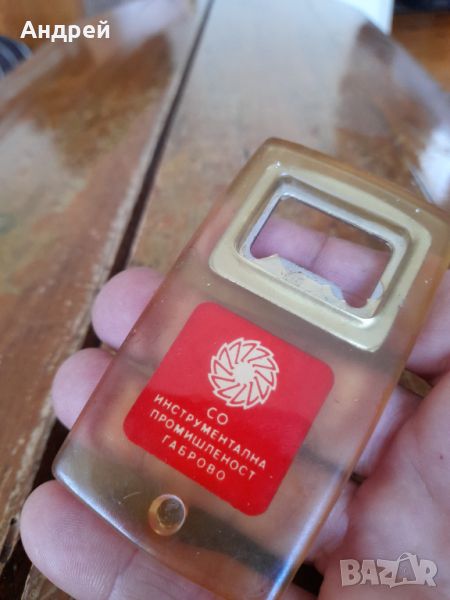 Андрей
СО
ИНСТРУМЕНТАЛНА
ПРОМИШЛЕНОСТ
ГАБРОВО
BAZAR